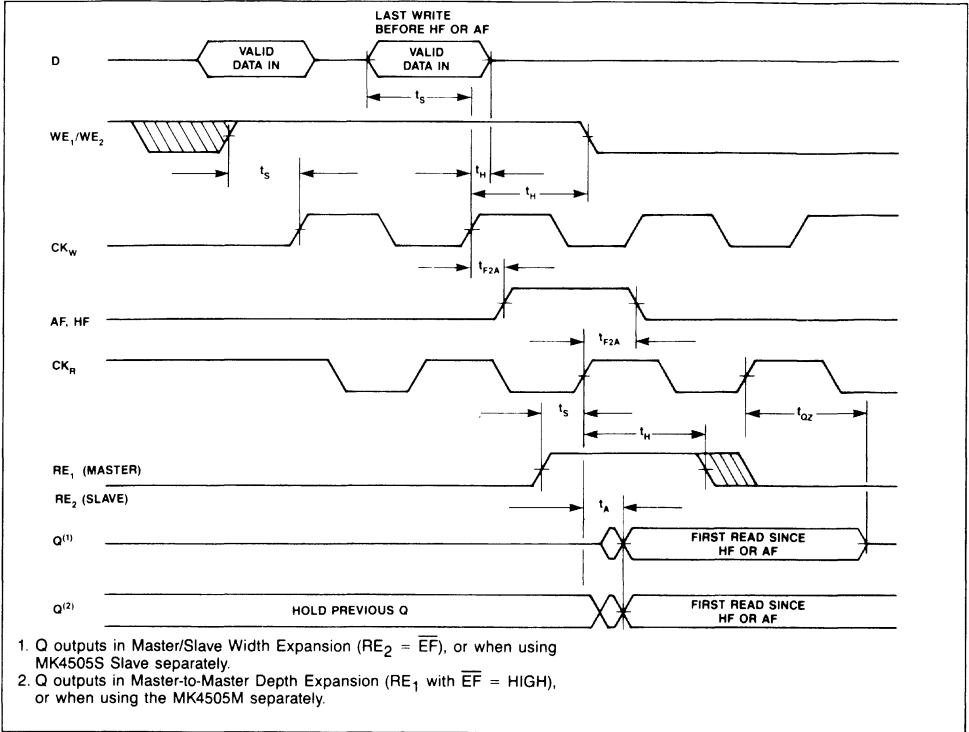 LAST WRITE
BEFORE HF OR AF
D
VALID
DATA IN
VALID
DATA IN
tS
WE1/WE2
tS
tH
tH
CKW
tF2A
AF, HF
tF2A
CKR
tS
tH
tQZ
RE1 (MASTER)
RE2 (SLAVE)
tA
Q(1)
FIRST READ SINCE
HF OR AF
Q(2)
HOLD PREVIOUS Q
FIRST READ SINCE
HF OR AF
1. Q outputs in Master/Slave Width Expansion (RE2 = E̅F̅), or when using
MK4505S Slave separately.
2. Q outputs in Master-to-Master Depth Expansion (RE1 with E̅F̅ = HIGH),
or when using the MK4505M separately.